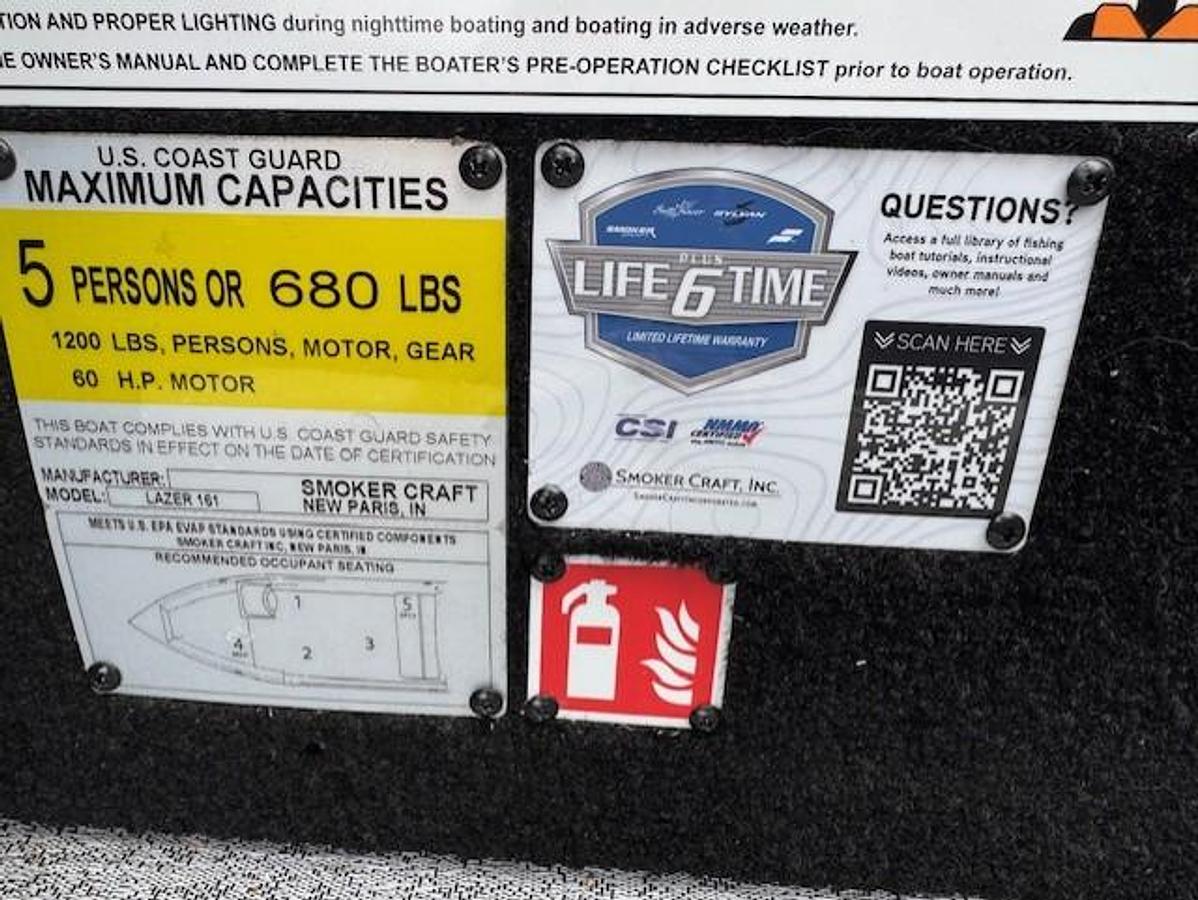 TION AND PROPER LIGHTING during nighttime boating and boating in adverse weather.
E OWNER'S MANUAL AND COMPLETE THE BOATER'S PRE-OPERATION CHECKLIST prior to boat operation.
U.S. COAST GUARD
MAXIMUM CAPACITIES
5 PERSONS OR 680 LBS
1200 LBS, PERSONS, MOTOR, GEAR
60 H.P. MOTOR
THIS BOAT COMPLIES WITH U.S. COAST GUARD SAFETY
STANDARDS IN EFFECT ON THE DATE OF CERTIFICATION
MANUFACTURER:
MODEL: LAZER 161
SMOKER CRAFT
NEW PARIS, IN
MEETS U.S. EPA EVAP STANDARDS USING CERTIFIED COMPONENTS
SMOKER CRAFT INC, NEW PARIS, IN
RECOMMENDED OCCUPANT SEATING
1
5
4
2
3
SYLVAN
SMOKER
PLUS
LIFE 6 TIME
LIMITED LIFETIME WARRANTY
CSI
NMMA
CERTIFIED
SMOKER CRAFT, INC.
SMOKERCRAFTINCORPORATED.COM
QUESTIONS?
Access a full library of fishing
boat tutorials, instructional
videos, owner manuals and
much more!
SCAN HERE